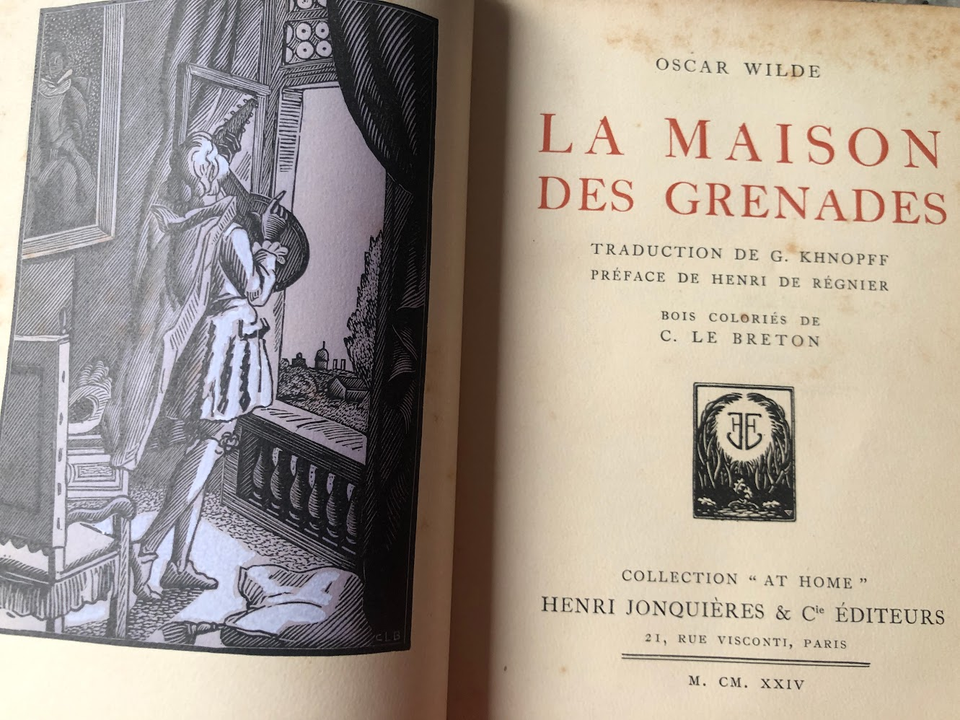 CLB
OSCAR WILDE
LA MAISON
DES GRENADES
TRADUCTION DE G. KHNOPFF
PRÉFACE DE HENRI DE RÉGNIER
BOIS COLORIÉS DE
C. LE BRETON
COLLECTION “ AT HOME ”
HENRI JONQUIÈRES & Cie ÉDITEURS
21, RUE VISCONTI, PARIS
M. CM. XXIV